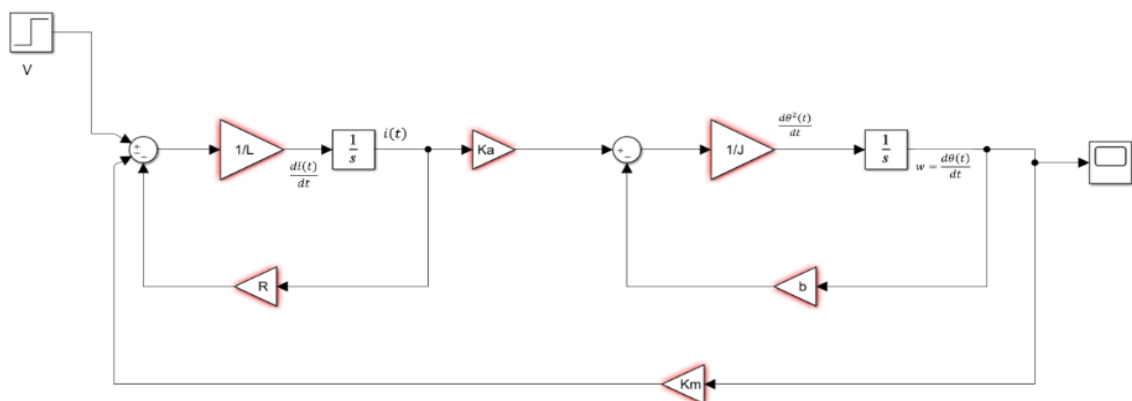 V
+
−
−
1/L
di(t)/dt
1/s
i(t)
Ka
+
−
1/J
dθ²(t)/dt
1/s
w = dθ(t)/dt
R
b
Km